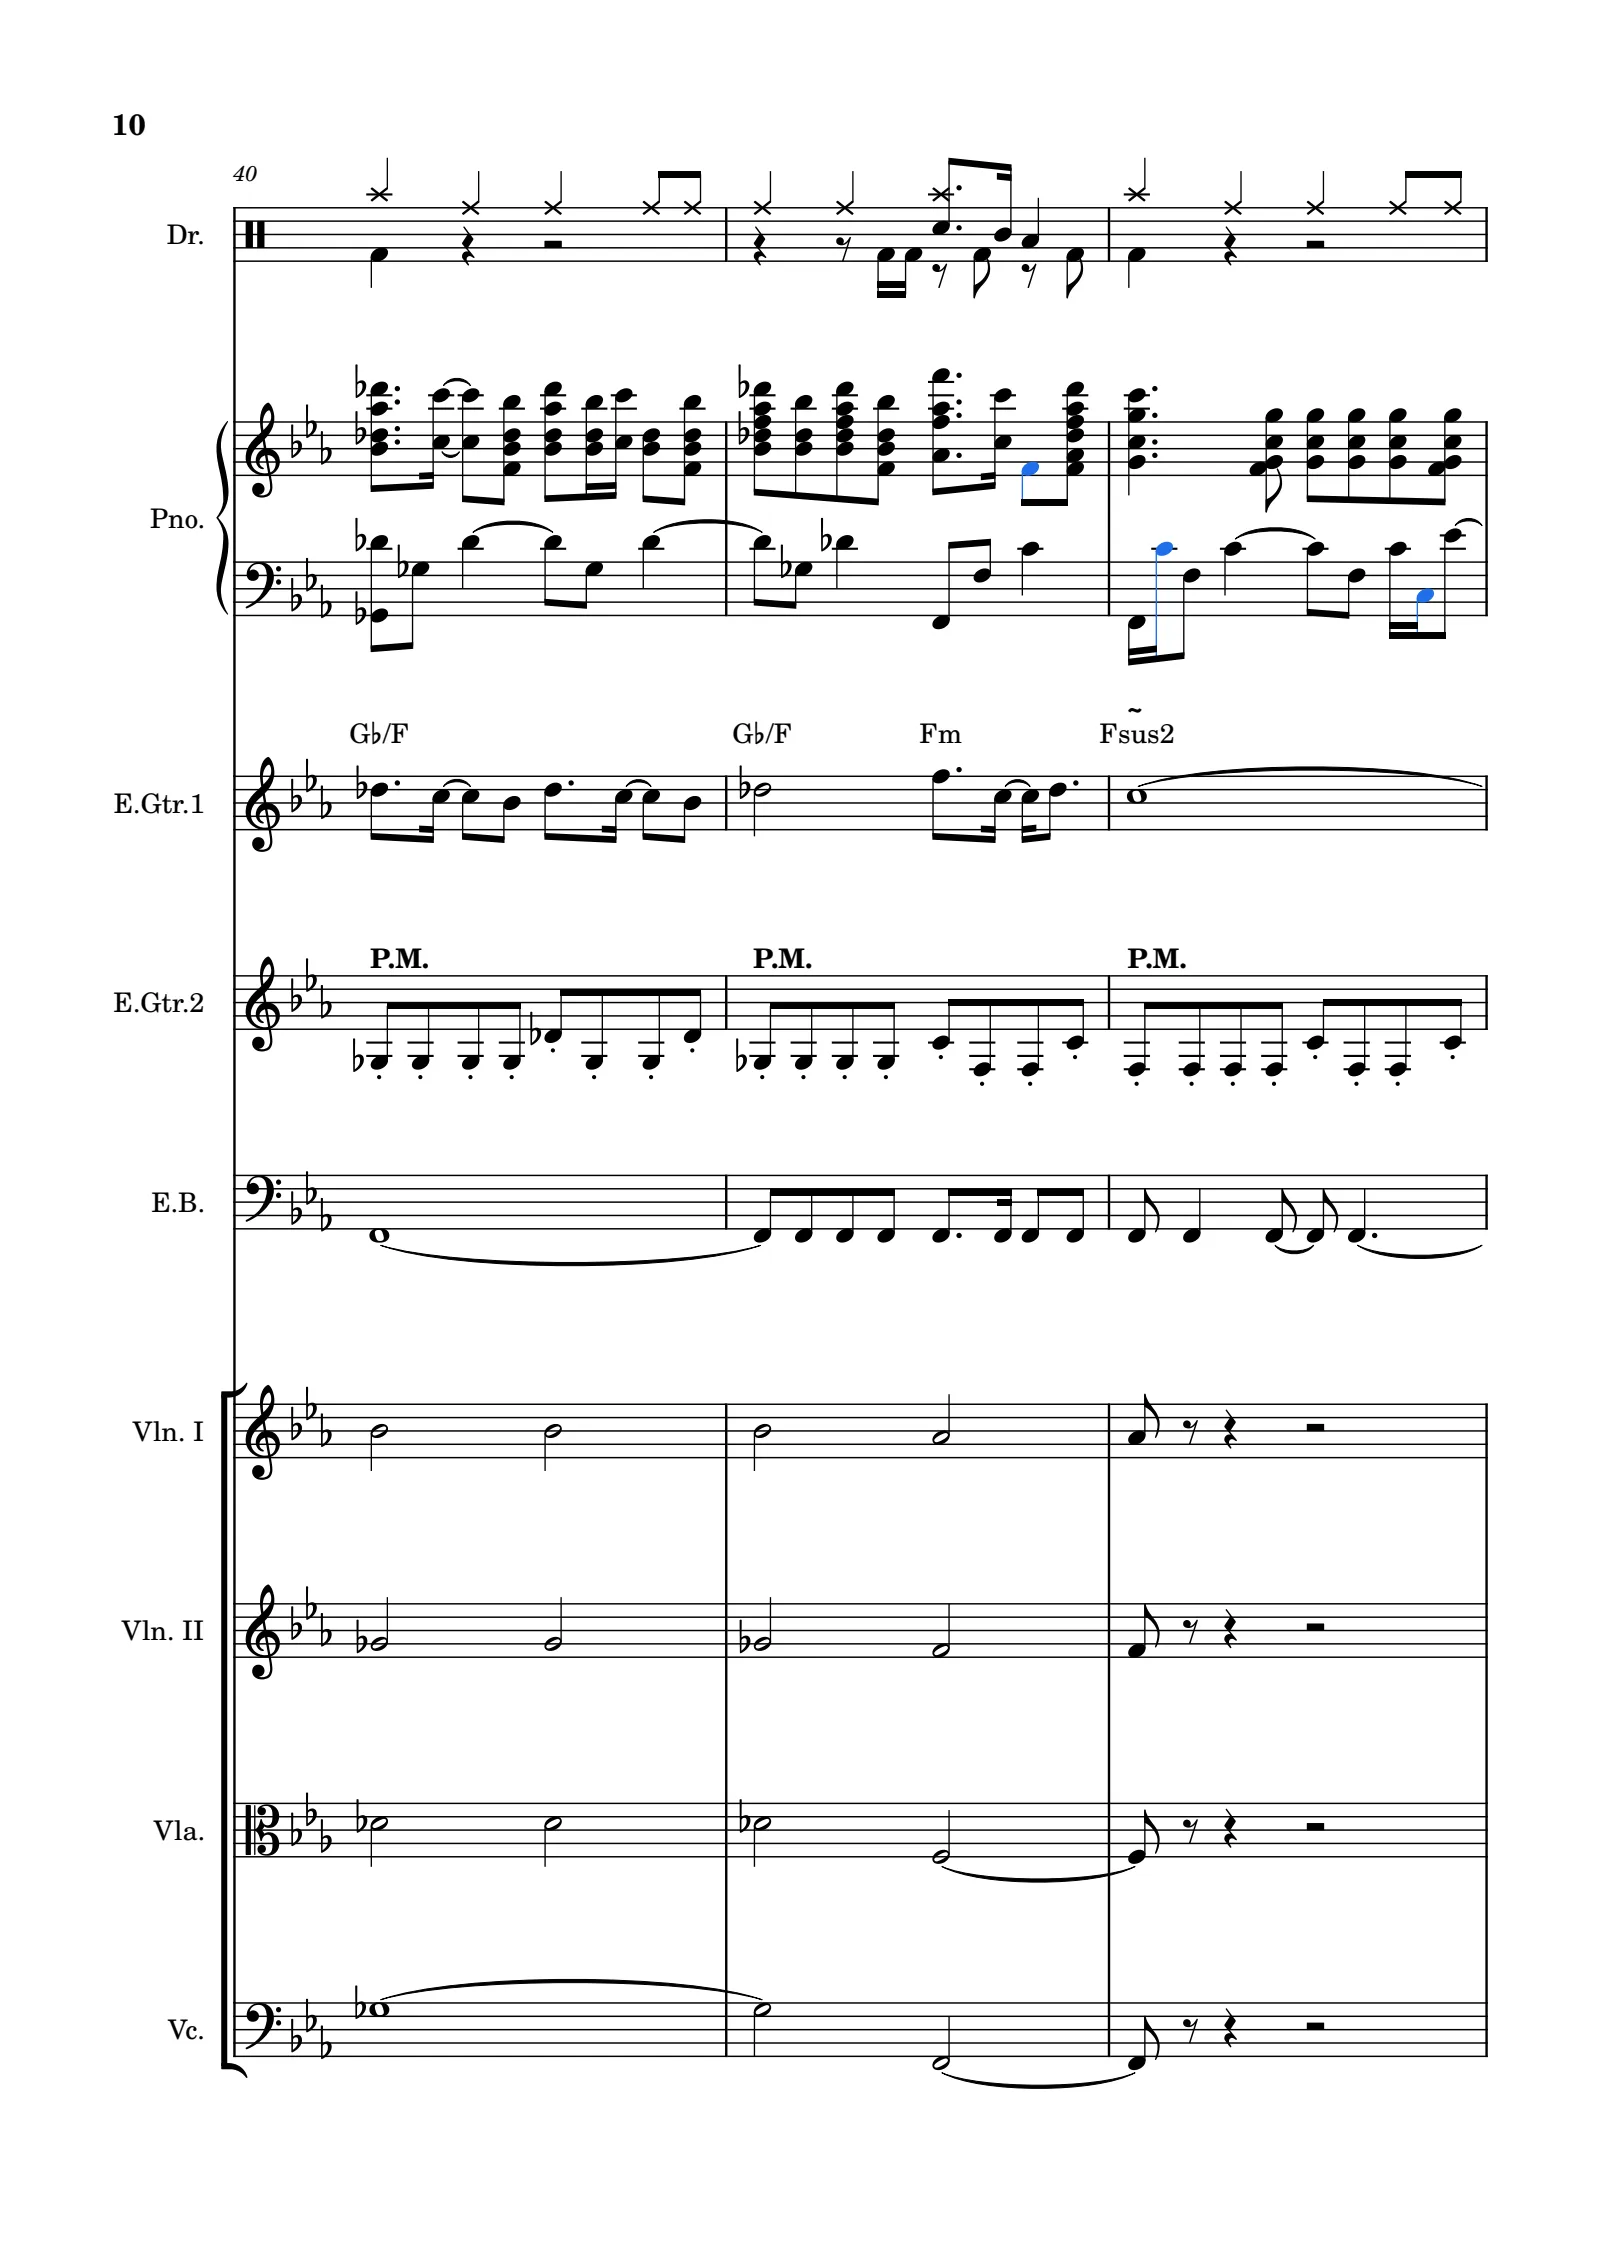 10
40
Dr.
Pno.
~
G♭/F G♭/F Fm Fsus2
E.Gtr.1
P.M. P.M. P.M.
E.Gtr.2
E.B.
Vln. I
Vln. II
Vla.
Vc.